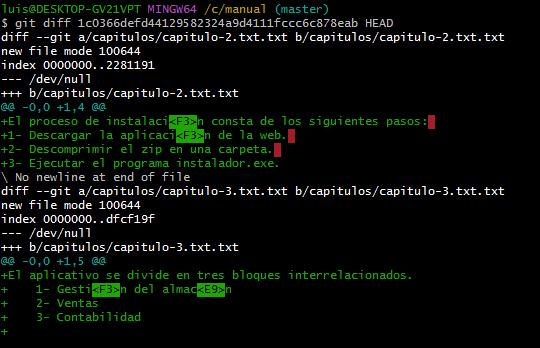 luis@DESKTOP-GV21VPT MINGW64 /c/manual (master)
$ git diff 1c0366defd44129582324a9d4111fccc6c878eab HEAD
diff --git a/capitulos/capitulo-2.txt.txt b/capitulos/capitulo-2.txt.txt
new file mode 100644
index 0000000..2281191
--- /dev/null
+++ b/capitulos/capitulo-2.txt.txt
@@ -0,0 +1,4 @@
+El proceso de instalaci<F3>n consta de los siguientes pasos:
+1- Descargar la aplicaci<F3>n de la web.
+2- Descomprimir el zip en una carpeta.
+3- Ejecutar el programa instalador.exe.
\ No newline at end of file
diff --git a/capitulos/capitulo-3.txt.txt b/capitulos/capitulo-3.txt.txt
new file mode 100644
index 0000000..dfcf19f
--- /dev/null
+++ b/capitulos/capitulo-3.txt.txt
@@ -0,0 +1,5 @@
+El aplicativo se divide en tres bloques interrelacionados.
+    1- Gesti<F3>n del almac<E9>n
+    2- Ventas
+    3- Contabilidad
+